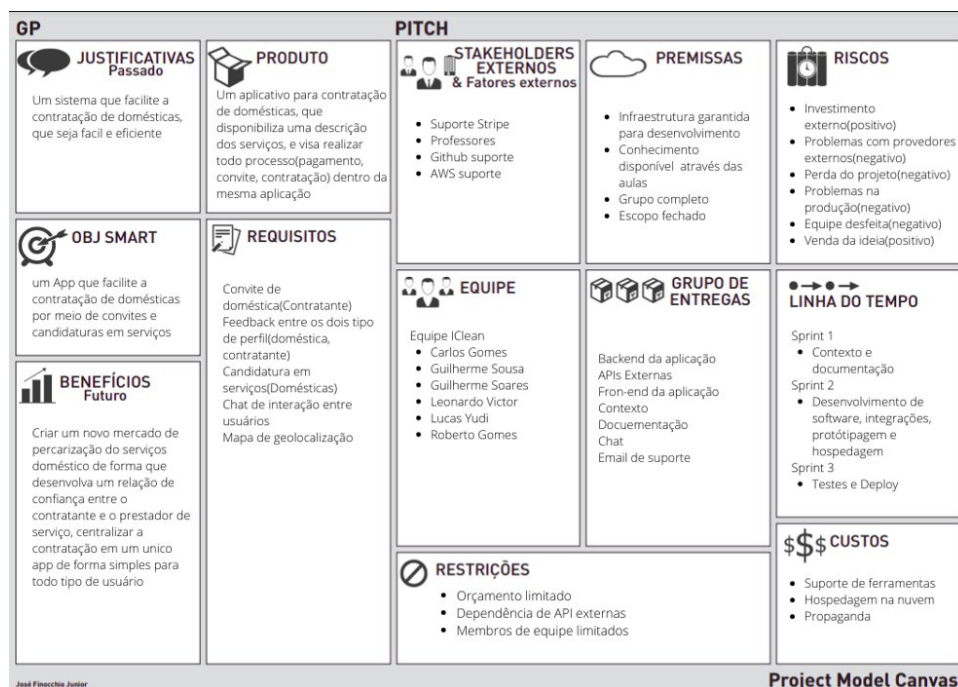 GP
PITCH
JUSTIFICATIVAS
Passado
Um sistema que facilite a
contratação de domésticas,
que seja facil e eficiente
PRODUTO
Um aplicativo para contratação
de domésticas, que
disponibiliza uma descrição
dos serviços, e visa realizar
todo processo(pagamento,
convite, contratação) dentro da
mesma aplicação
STAKEHOLDERS
EXTERNOS
& Fatores externos
• Suporte Stripe
• Professores
• Github suporte
• AWS suporte
PREMISSAS
• Infraestrutura garantida
para desenvolvimento
• Conhecimento
disponível através das
aulas
• Grupo completo
• Escopo fechado
RISCOS
• Investimento
externo(positivo)
• Problemas com provedores
externos(negativo)
• Perda do projeto(negativo)
• Problemas na
produção(negativo)
• Equipe desfeita(negativo)
• Venda da ideia(positivo)
OBJ SMART
um App que facilite a
contratação de domésticas
por meio de convites e
candidaturas em serviços
REQUISITOS
Convite de
doméstica(Contratante)
Feedback entre os dois tipo
de perfil(doméstica,
contratante)
Candidatura em
serviços(Domésticas)
Chat de interação entre
usuários
Mapa de geolocalização
EQUIPE
Equipe IClean
• Carlos Gomes
• Guilherme Sousa
• Guilherme Soares
• Leonardo Victor
• Lucas Yudi
• Roberto Gomes
GRUPO DE
ENTREGAS
Backend da aplicação
APIs Externas
Fron-end da aplicação
Contexto
Docuementação
Chat
Email de suporte
LINHA DO TEMPO
Sprint 1
• Contexto e
documentação
Sprint 2
• Desenvolvimento de
software, integrações,
prótipagem e
hospedagem
Sprint 3
• Testes e Deploy
BENEFÍCIOS
Futuro
Criar um novo mercado de
percarização do serviços
doméstico de forma que
desenvolva um relação de
confiança entre o
contratante e o prestador de
serviço, centralizar a
contratação em um unico
app de forma simples para
todo tipo de usuário
RESTRIÇÕES
• Orçamento limitado
• Dependência de API externas
• Membros de equipe limitados
$$$ CUSTOS
• Suporte de ferramentas
• Hospedagem na nuvem
• Propaganda
José Finocchio Junior
Project Model Canvas